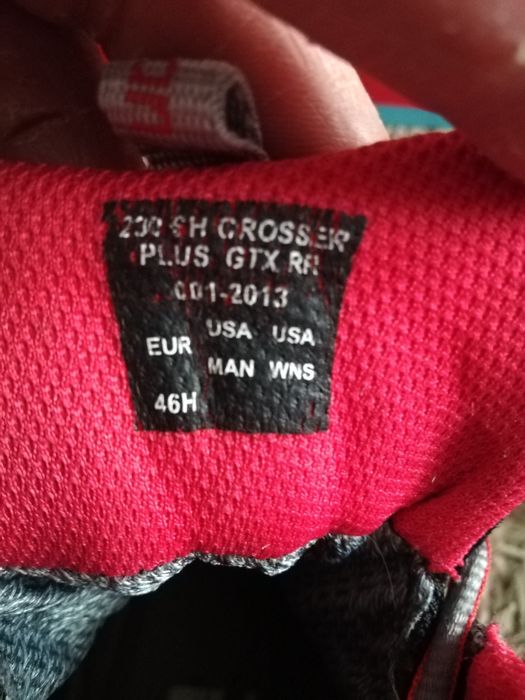 230 SH CROSSER
PLUS GTX RR
001-2013
EUR USA MAN USA WNS
46H